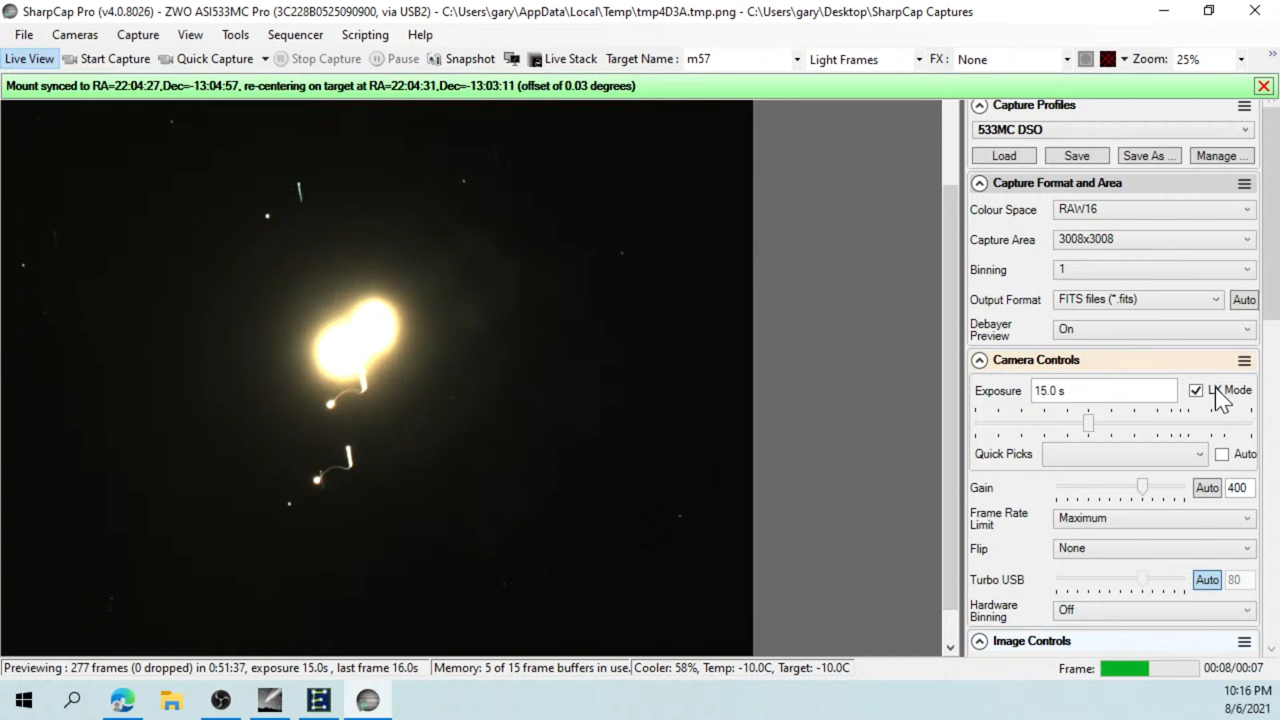 SharpCap Pro (v4.0.8026) - ZWO ASI533MC Pro (3C228B0525090900, via USB2) - C:\Users\gary\AppData\Local\Temp\tmp4D3A.tmp.png - C:\Users\gary\Desktop\SharpCap Captures
File Cameras Capture View Tools Sequencer Scripting Help
Live View Start Capture Quick Capture Stop Capture Pause Snapshot Live Stack Target Name : m57 Light Frames FX : None Zoom: 25%
Mount synced to RA=22:04:27,Dec=-13:04:57, re-centering on target at RA=22:04:31,Dec=-13:03:11 (offset of 0.03 degrees)
Capture Profiles
533MC DSO
Load Save Save As ... Manage ...
Capture Format and Area
Colour Space RAW16
Capture Area 3008x3008
Binning 1
Output Format FITS files (*.fits) Auto
Debayer Preview On
Camera Controls
Exposure 15.0 s Mode
Quick Picks Auto
Gain Auto 400
Frame Rate Limit Maximum
Flip None
Turbo USB Auto 80
Hardware Binning Off
Image Controls
Previewing : 277 frames (0 dropped) in 0:51:37, exposure 15.0s , last frame 16.0s Memory: 5 of 15 frame buffers in use. Cooler: 58%, Temp: -10.0C, Target: -10.0C Frame: 00:08/00:07
10:16 PM
8/6/2021